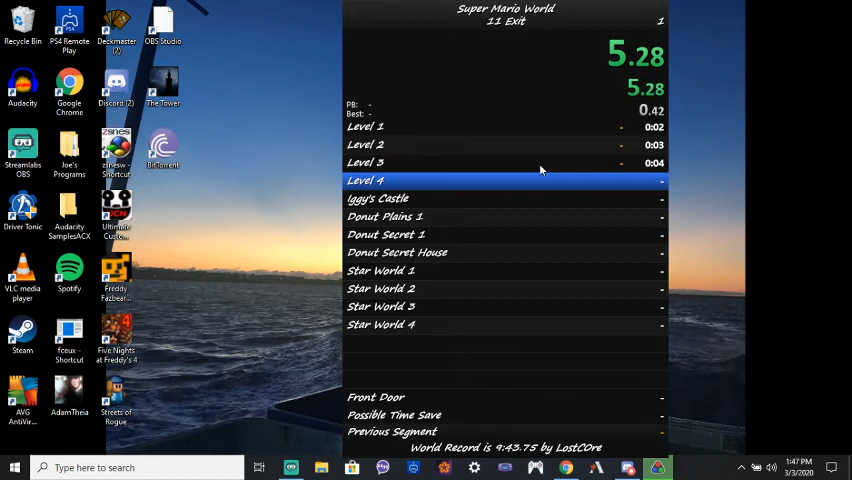 Super Mario World
11 Exit
1
5.28
5.28
0.42
PB: -
Best: -
Level 1 - 0:02
Level 2 - 0:03
Level 3 - 0:04
Level 4 -
Iggy's Castle -
Donut Plains 1 -
Donut Secret 1 -
Donut Secret House -
Star World 1 -
Star World 2 -
Star World 3 -
Star World 4 -
Front Door -
Possible Time Save -
Previous Segment -
World Record is 9:43.75 by LostC0re
Recycle Bin
PS4 Remote Play
Deckmaster (2)
OBS Studio
Audacity
Google Chrome
Discord (2)
The Tower
Streamlabs OBS
Joe's Programs
zsnesw - Shortcut
BitTorrent
Driver Tonic
Audacity SamplesACX
UCN
Ultimate Custo...
VLC media player
Spotify
Freddy Fazbear...
Steam
fceux - Shortcut
4
Five Nights at Freddy's 4
AVG AntiVir...
AdamTheia
Streets of Rogue
Type here to search
1:47 PM
3/3/2020